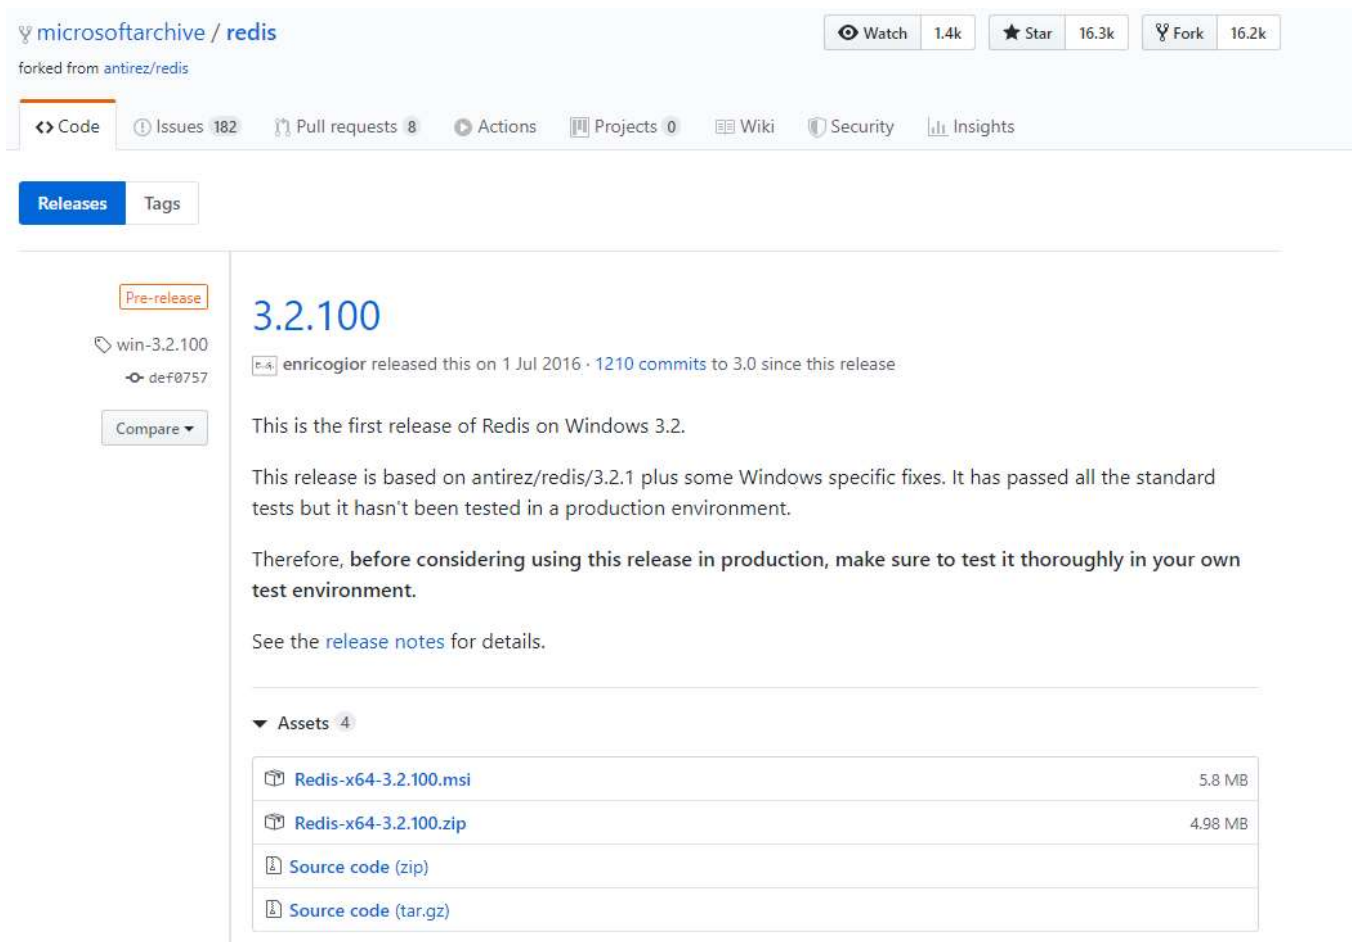 microsoftarchive / redis
Watch 1.4k Star 16.3k Fork 16.2k
forked from antirez/redis
Code Issues 182 Pull requests 8 Actions Projects 0 Wiki Security Insights
Releases Tags
Pre-release
win-3.2.100
def0757
Compare
3.2.100
enricogior released this on 1 Jul 2016 · 1210 commits to 3.0 since this release
This is the first release of Redis on Windows 3.2.
This release is based on antirez/redis/3.2.1 plus some Windows specific fixes. It has passed all the standard
tests but it hasn't been tested in a production environment.
Therefore, before considering using this release in production, make sure to test it thoroughly in your own
test environment.
See the release notes for details.
Assets 4
Redis-x64-3.2.100.msi 5.8 MB
Redis-x64-3.2.100.zip 4.98 MB
Source code (zip)
Source code (tar.gz)